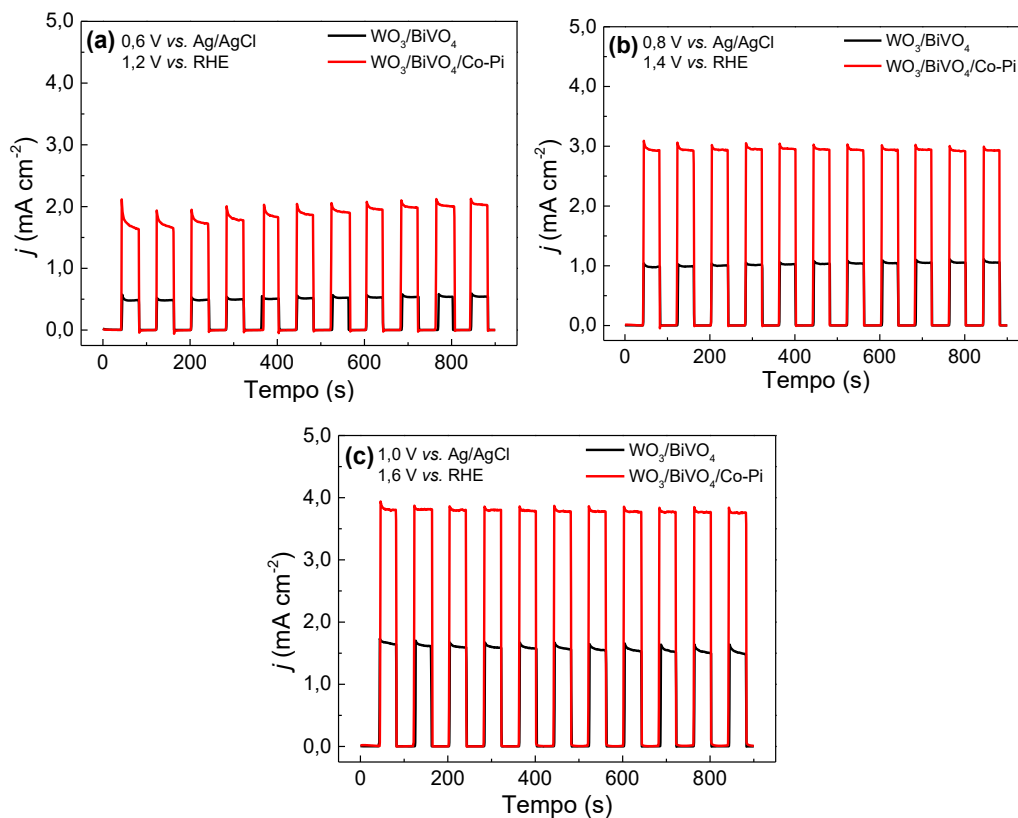 (a) 0,6 V vs. Ag/AgCl
1,2 V vs. RHE
WO₃/BiVO₄
WO₃/BiVO₄/Co-Pi
5,0
4,0
3,0
2,0
1,0
0,0
j (mA cm⁻²)
0 200 400 600 800
Tempo (s)
(b) 0,8 V vs. Ag/AgCl
1,4 V vs. RHE
WO₃/BiVO₄
WO₃/BiVO₄/Co-Pi
5,0
4,0
3,0
2,0
1,0
0,0
j (mA cm⁻²)
0 200 400 600 800
Tempo (s)
(c) 1,0 V vs. Ag/AgCl
1,6 V vs. RHE
WO₃/BiVO₄
WO₃/BiVO₄/Co-Pi
5,0
4,0
3,0
2,0
1,0
0,0
j (mA cm⁻²)
0 200 400 600 800
Tempo (s)